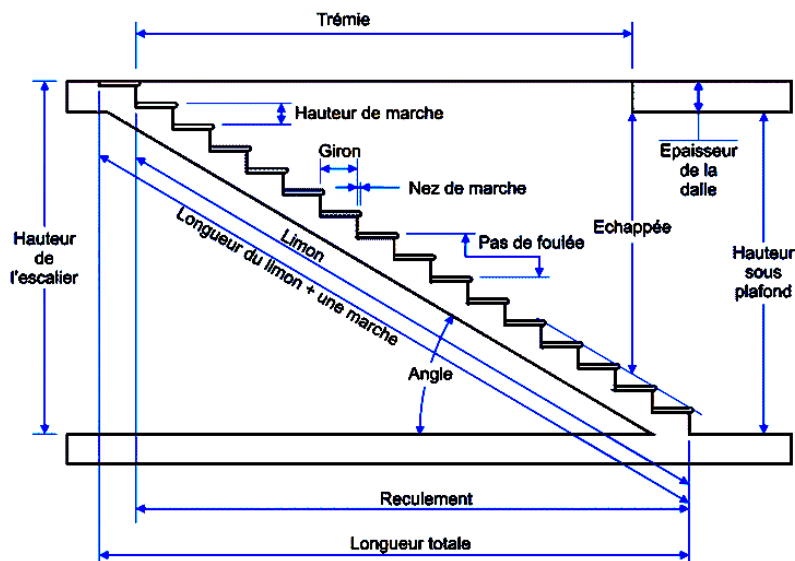 Trémie
Hauteur de marche
Giron
Nez de marche
Epaisseur
de la
dalle
Hauteur
de
l'escalier
Limon
Longueur du limon + une marche
Pas de foulée
Echappée
Hauteur
sous
plafond
Angle
Reculement
Longueur totale